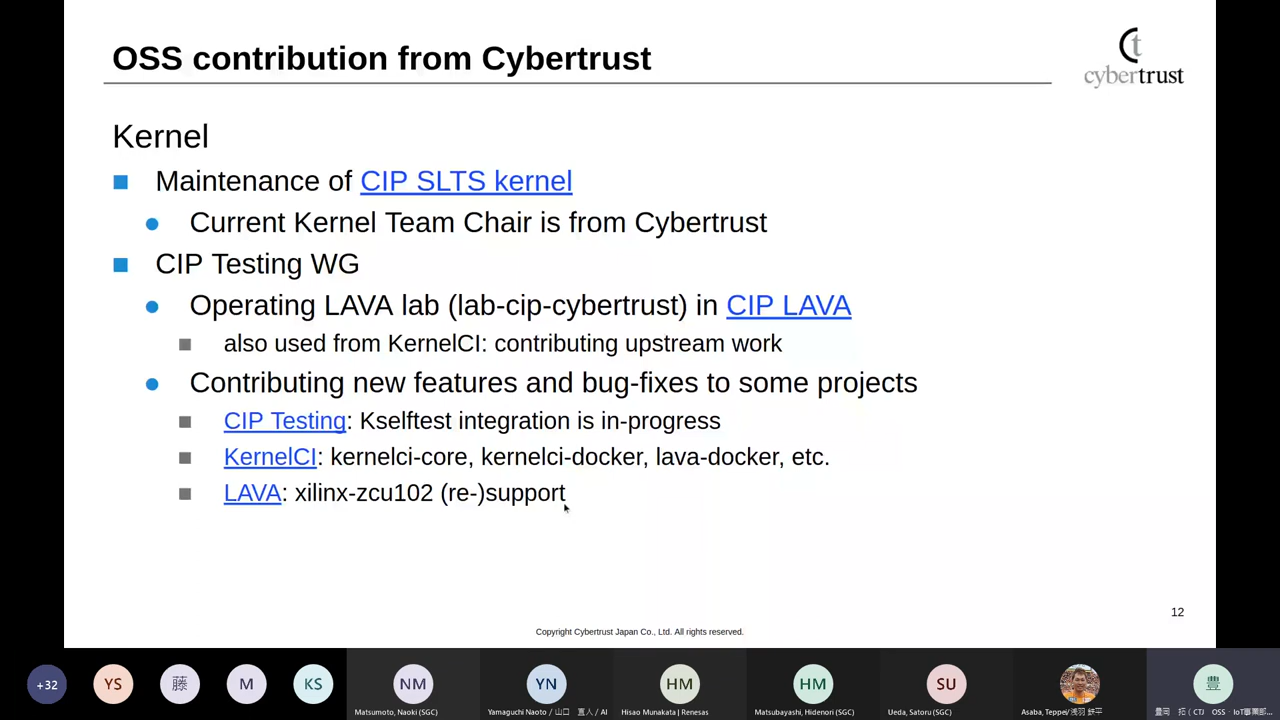 OSS contribution from Cybertrust
cybertrust
Kernel
Maintenance of CIP SLTS kernel
Current Kernel Team Chair is from Cybertrust
CIP Testing WG
Operating LAVA lab (lab-cip-cybertrust) in CIP LAVA
also used from KernelCI: contributing upstream work
Contributing new features and bug-fixes to some projects
CIP Testing: Kselftest integration is in-progress
KernelCI: kernelci-core, kernelci-docker, lava-docker, etc.
LAVA: xilinx-zcu102 (re-)support
12
Copyright Cybertrust Japan Co., Ltd. All rights reserved.
+32 YS 藤 M KS NM YN HM HM SU 豊
Matsumoto, Naoki (SGC) Yamaguchi Naoto / 山口 直人 / AI Hisao Munakata | Renesas Matsubayashi, Hidenori (SGC) Ueda, Satoru (SGC) Asaba, Teppei/浅羽 鉄平 豊岡 拓 ( CTJ OSS · IoT事業部...